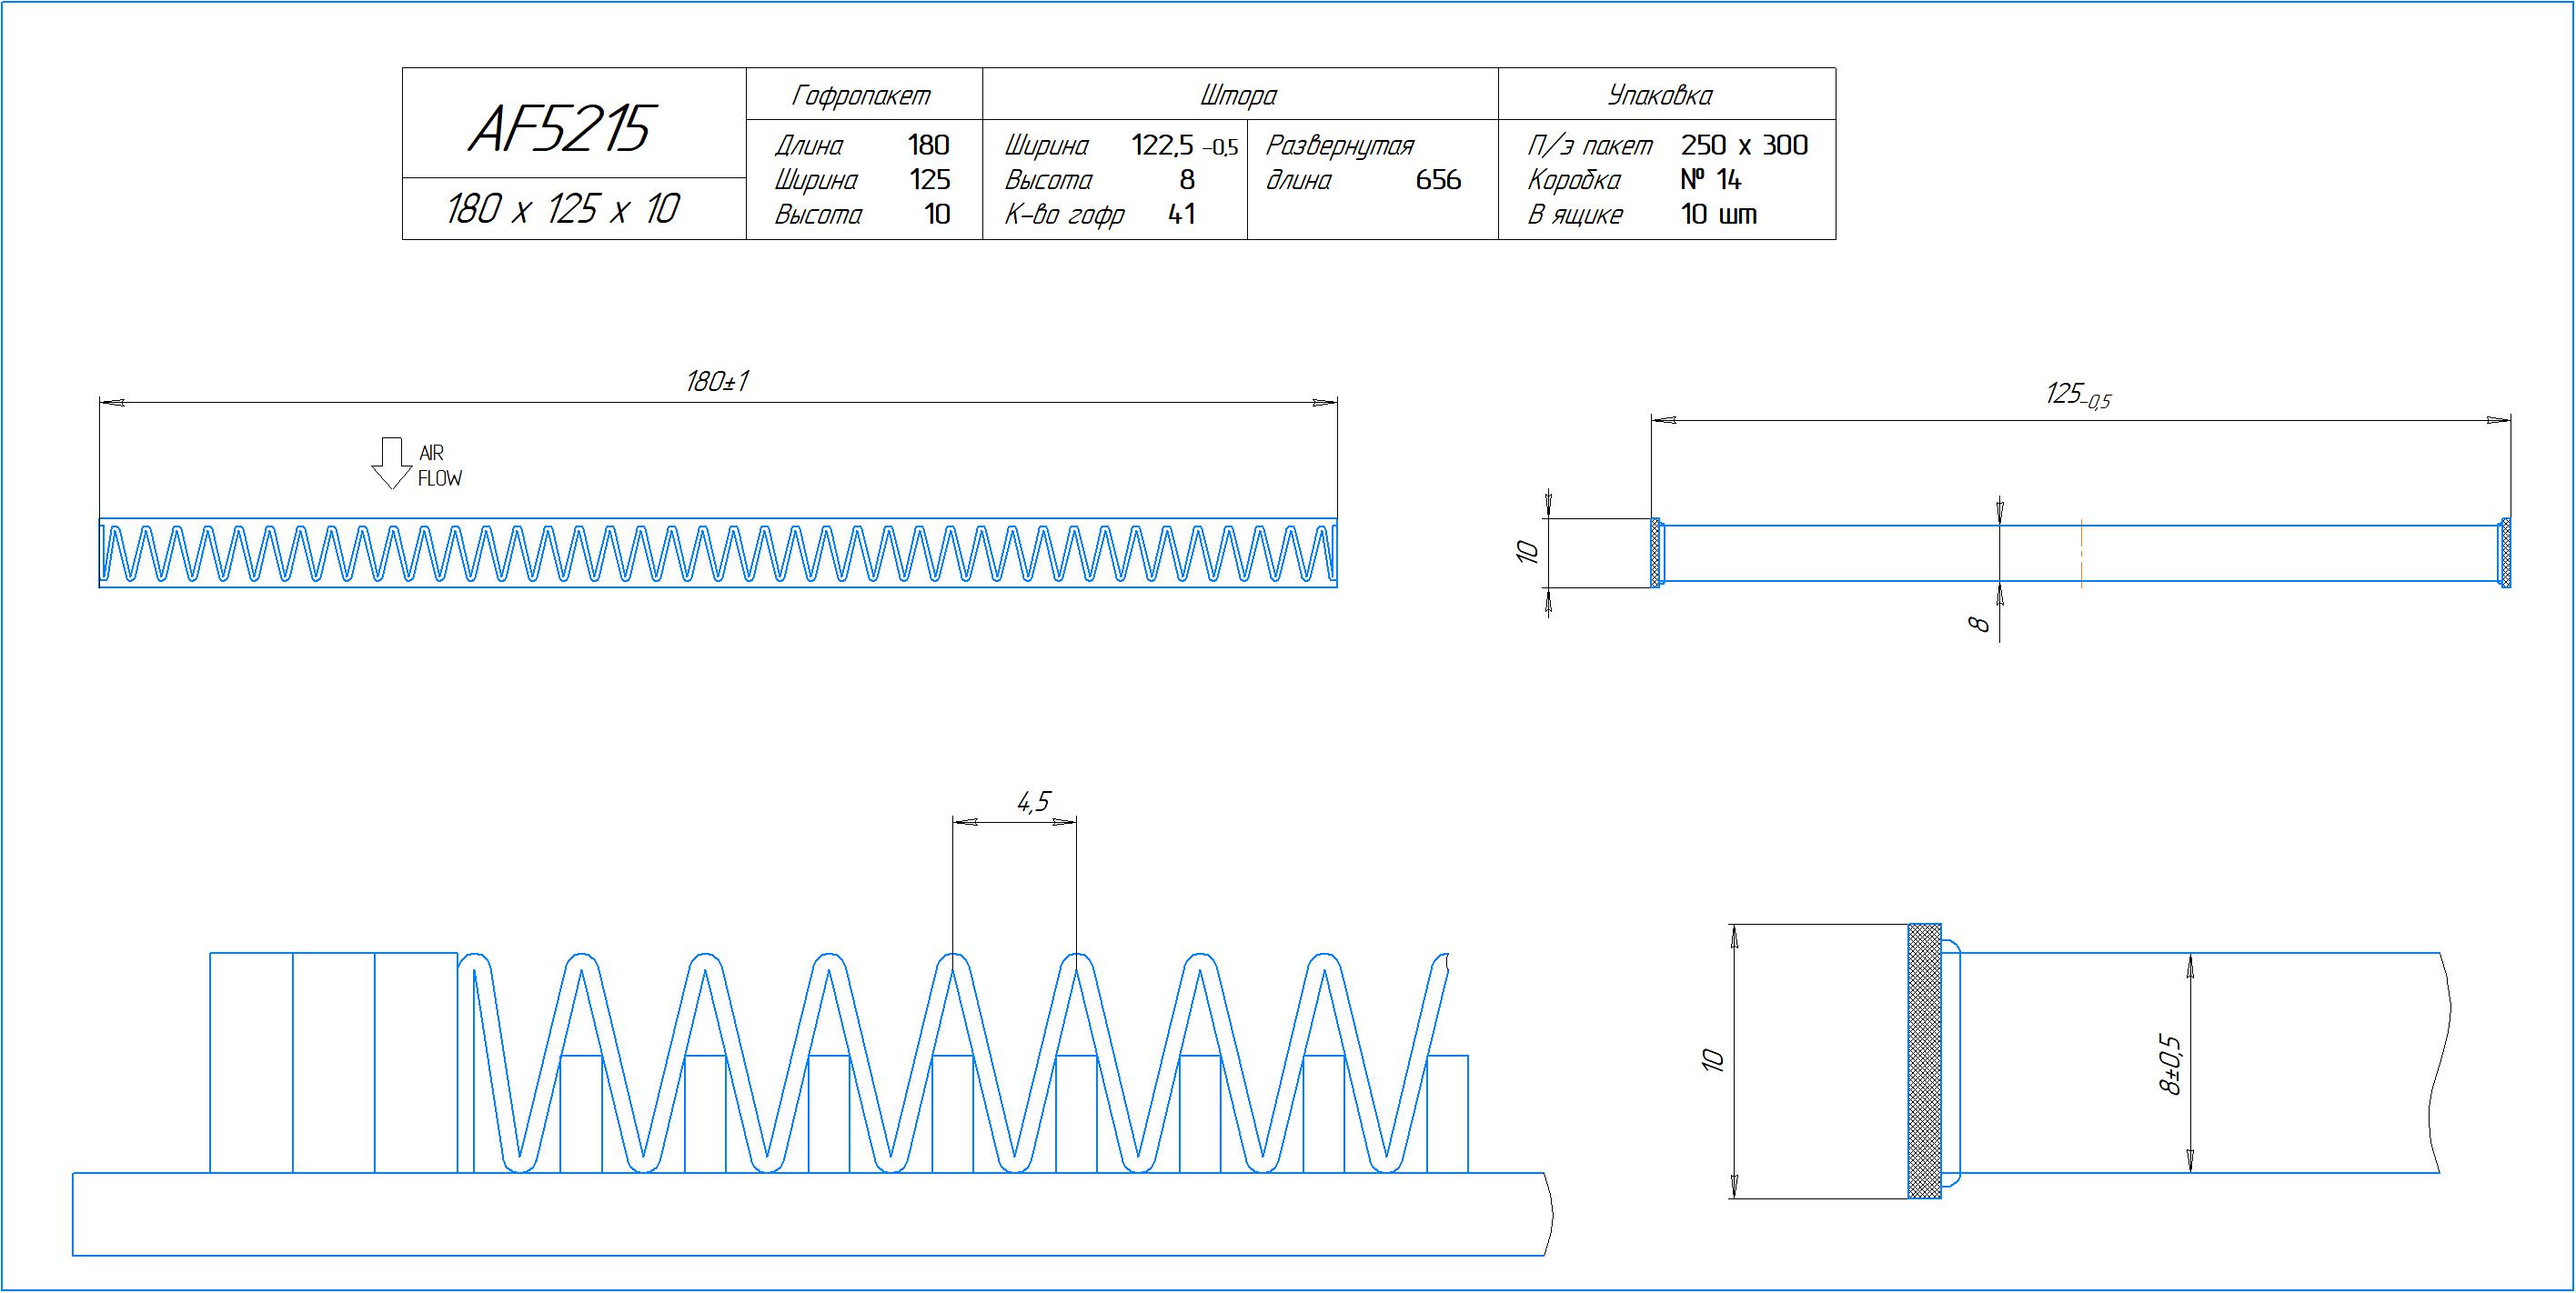 AF5215
180 x 125 x 10
Гофропакет
Длина 180
Ширина 125
Высота 10
Штора
Ширина 122,5 -0,5
Высота 8
К-во гофр 41
Развернутая
длина 656
Упаковка
П/э пакет 250 x 300
Коробка № 14
В ящике 10 шт
180±1
AIR
FLOW
125-0,5
10
8
4,5
10
8±0,5